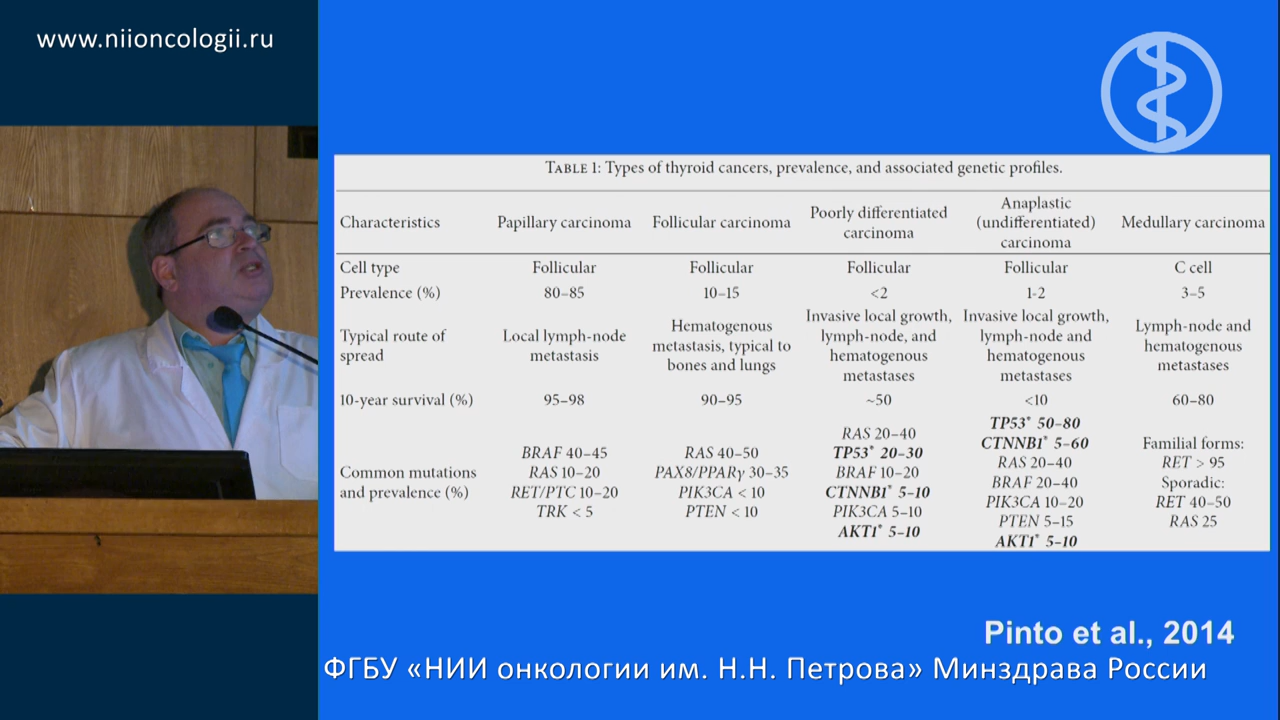 www.niioncologii.ru
TABLE 1: Types of thyroid cancers, prevalence, and associated genetic profiles.
Characteristics Papillary carcinoma Follicular carcinoma Poorly differentiated carcinoma Anaplastic (undifferentiated) carcinoma Medullary carcinoma
Cell type Follicular Follicular Follicular Follicular C cell
Prevalence (%) 80–85 10–15 <2 1-2 3–5
Typical route of spread Local lymph-node metastasis Hematogenous metastasis, typical to bones and lungs Invasive local growth, lymph-node, and hematogenous metastases Invasive local growth, lymph-node and hematogenous metastases Lymph-node and hematogenous metastases
10-year survival (%) 95–98 90–95 ~50 <10 60–80
Common mutations and prevalence (%)
BRAF 40–45
RAS 10–20
RET/PTC 10–20
TRK < 5
RAS 40–50
PAX8/PPARγ 30–35
PIK3CA < 10
PTEN < 10
RAS 20–40
TP53* 20–30
BRAF 10–20
CTNNB1* 5–10
PIK3CA 5–10
AKT1* 5–10
TP53* 50–80
CTNNB1* 5–60
RAS 20–40
BRAF 20–40
PIK3CA 10–20
PTEN 5–15
AKT1* 5–10
Familial forms:
RET > 95
Sporadic:
RET 40–50
RAS 25
Pinto et al., 2014
ФГБУ «НИИ онкологии им. Н.Н. Петрова» Минздрава России